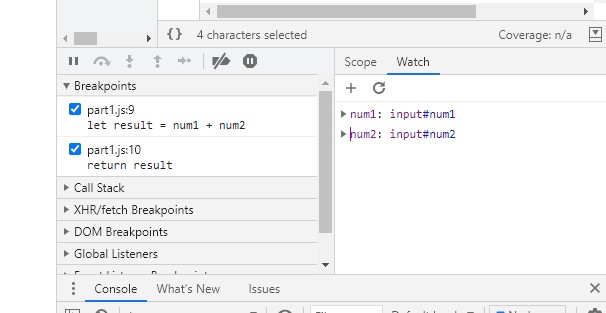 {} 4 characters selected Coverage: n/a
Scope Watch
Breakpoints
part1.js:9
let result = num1 + num2
part1.js:10
return result
Call Stack
XHR/fetch Breakpoints
DOM Breakpoints
Global Listeners
num1: input#num1
num2: input#num2
Console What's New Issues